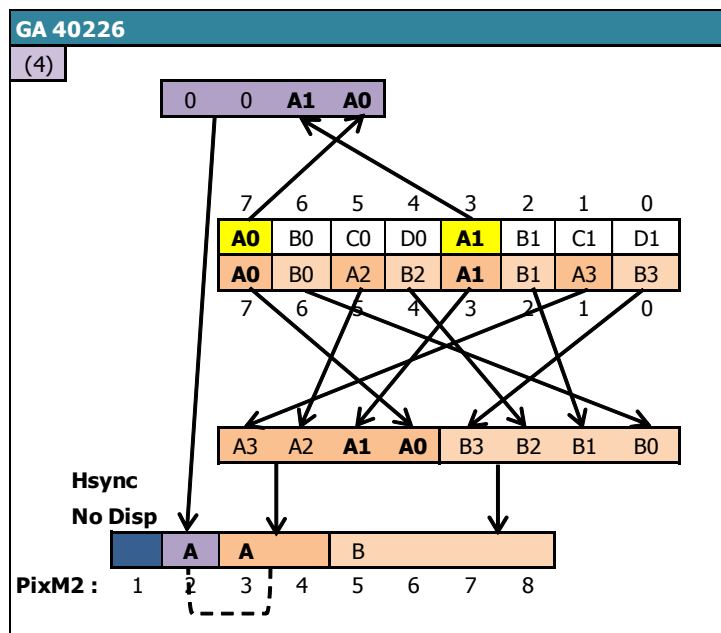 GA 40226
(4)
0 0 A1 A0
7 6 5 4 3 2 1 0
A0 B0 C0 D0 A1 B1 C1 D1
A0 B0 A2 B2 A1 B1 A3 B3
7 6 5 4 3 2 1 0
A3 A2 A1 A0 B3 B2 B1 B0
Hsync
No Disp
A A B
PixM2 : 1 2 3 4 5 6 7 8